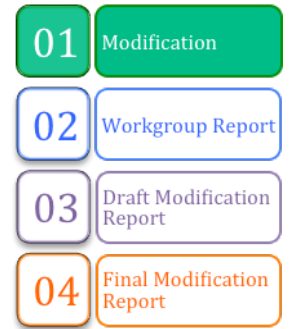 01 Modification
02 Workgroup Report
03 Draft Modification
Report
04 Final Modification
Report